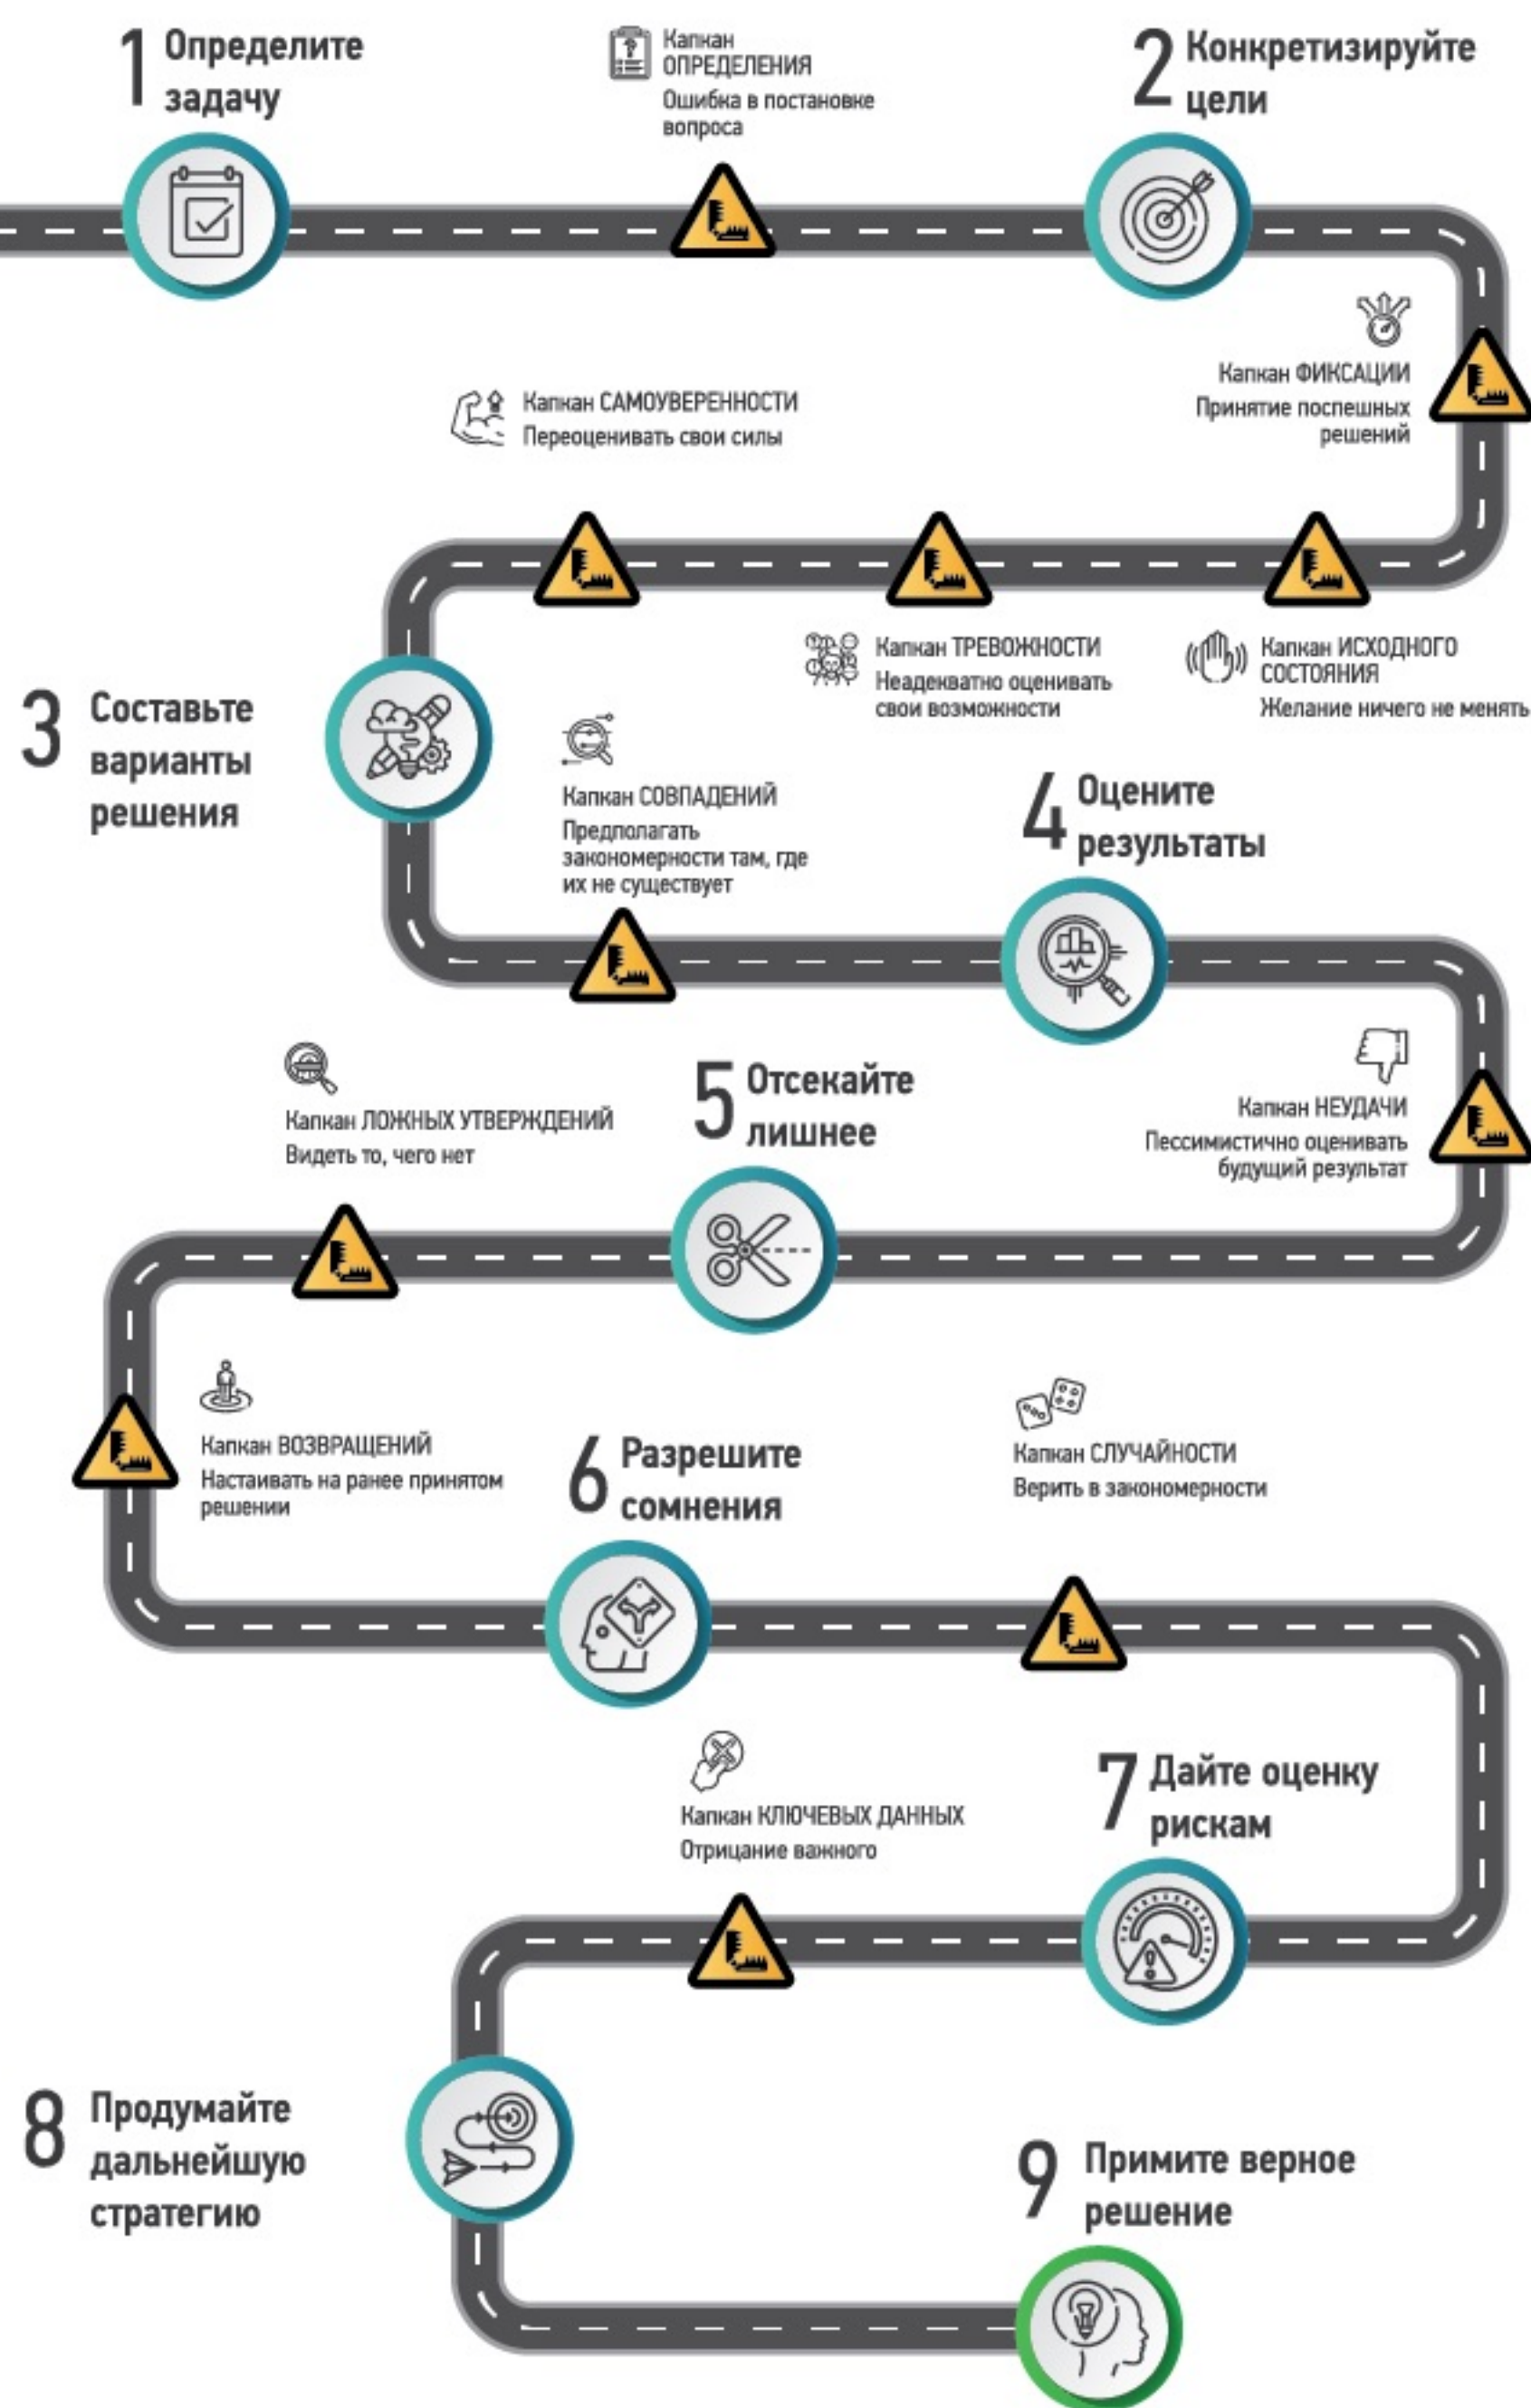 1 Определите
задачу
Капкан
ОПРЕДЕЛЕНИЯ
Ошибка в постановке
вопроса
2 Конкретизируйте
цели
Капкан ФИКСАЦИИ
Принятие поспешных
решений
Капкан ИСХОДНОГО
СОСТОЯНИЯ
Желание ничего не менять
Капкан ТРЕВОЖНОСТИ
Неадекватно оценивать
свои возможности
Капкан САМОУВЕРЕННОСТИ
Переоценивать свои силы
3 Составьте
варианты
решения
Капкан СОВПАДЕНИЙ
Предполагать
закономерности там, где
их не существует
4 Оцените
результаты
Капкан НЕУДАЧИ
Пессимистично оценивать
будущий результат
5 Отсекайте
лишнее
Капкан ЛОЖНЫХ УТВЕРЖДЕНИЙ
Видеть то, чего нет
Капкан ВОЗВРАЩЕНИЙ
Настаивать на ранее принятом
решении
6 Разрешите
сомнения
Капкан СЛУЧАЙНОСТИ
Верить в закономерности
7 Дайте оценку
рискам
Капкан КЛЮЧЕВЫХ ДАННЫХ
Отрицание важного
8 Продумайте
дальнейшую
стратегию
9 Примите верное
решение